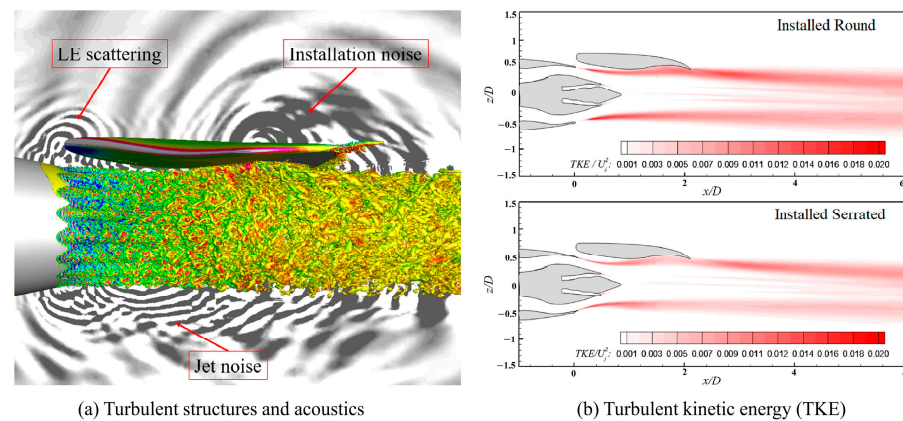 LE scattering
Installation noise
Jet noise
(a) Turbulent structures and acoustics
Installed Round
z/D
1.5
1
0.5
0
−0.5
−1
−1.5
TKE / U²ⱼ:
0.001 0.003 0.005 0.007 0.009 0.011 0.012 0.014 0.016 0.018 0.020
0 2 4 6
x/D
Installed Serrated
z/D
1.5
1
0.5
0
−0.5
−1
−1.5
TKE/U²ⱼ:
0.001 0.003 0.005 0.007 0.009 0.011 0.012 0.014 0.016 0.018 0.020
0 2 4 6
x/D
(b) Turbulent kinetic energy (TKE)